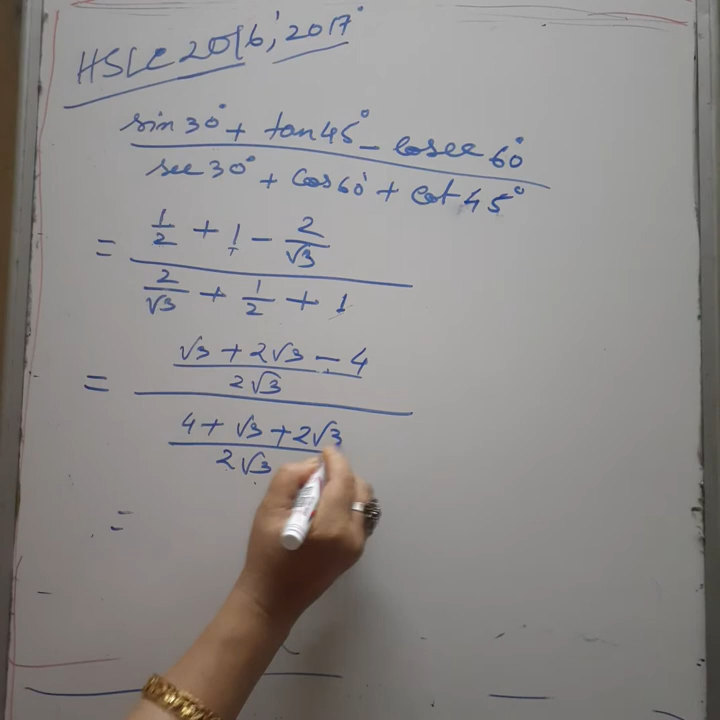 HSLC 2016, 2017
sin 30° + tan 45° - cosec 60°
sec 30° + cos 60° + cot 45°
= 1/2 + 1 - 2/√3
2/√3 + 1/2 + 1
= √3 + 2√3 - 4
2√3
4 + √3 + 2√3
2√3
=